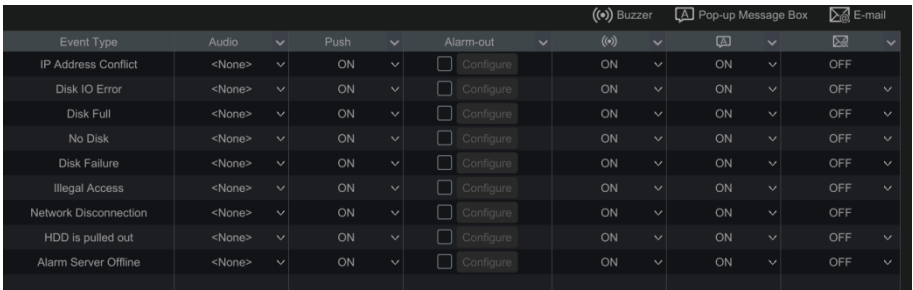 Buzzer Pop-up Message Box E-mail
Event Type Audio Push Alarm-out
IP Address Conflict <None> ON Configure ON ON OFF
Disk IO Error <None> ON Configure ON ON OFF
Disk Full <None> ON Configure ON ON OFF
No Disk <None> ON Configure ON ON OFF
Disk Failure <None> ON Configure ON ON OFF
Illegal Access <None> ON Configure ON ON OFF
Network Disconnection <None> ON Configure ON ON OFF
HDD is pulled out <None> ON Configure ON ON OFF
Alarm Server Offline <None> ON Configure ON ON OFF